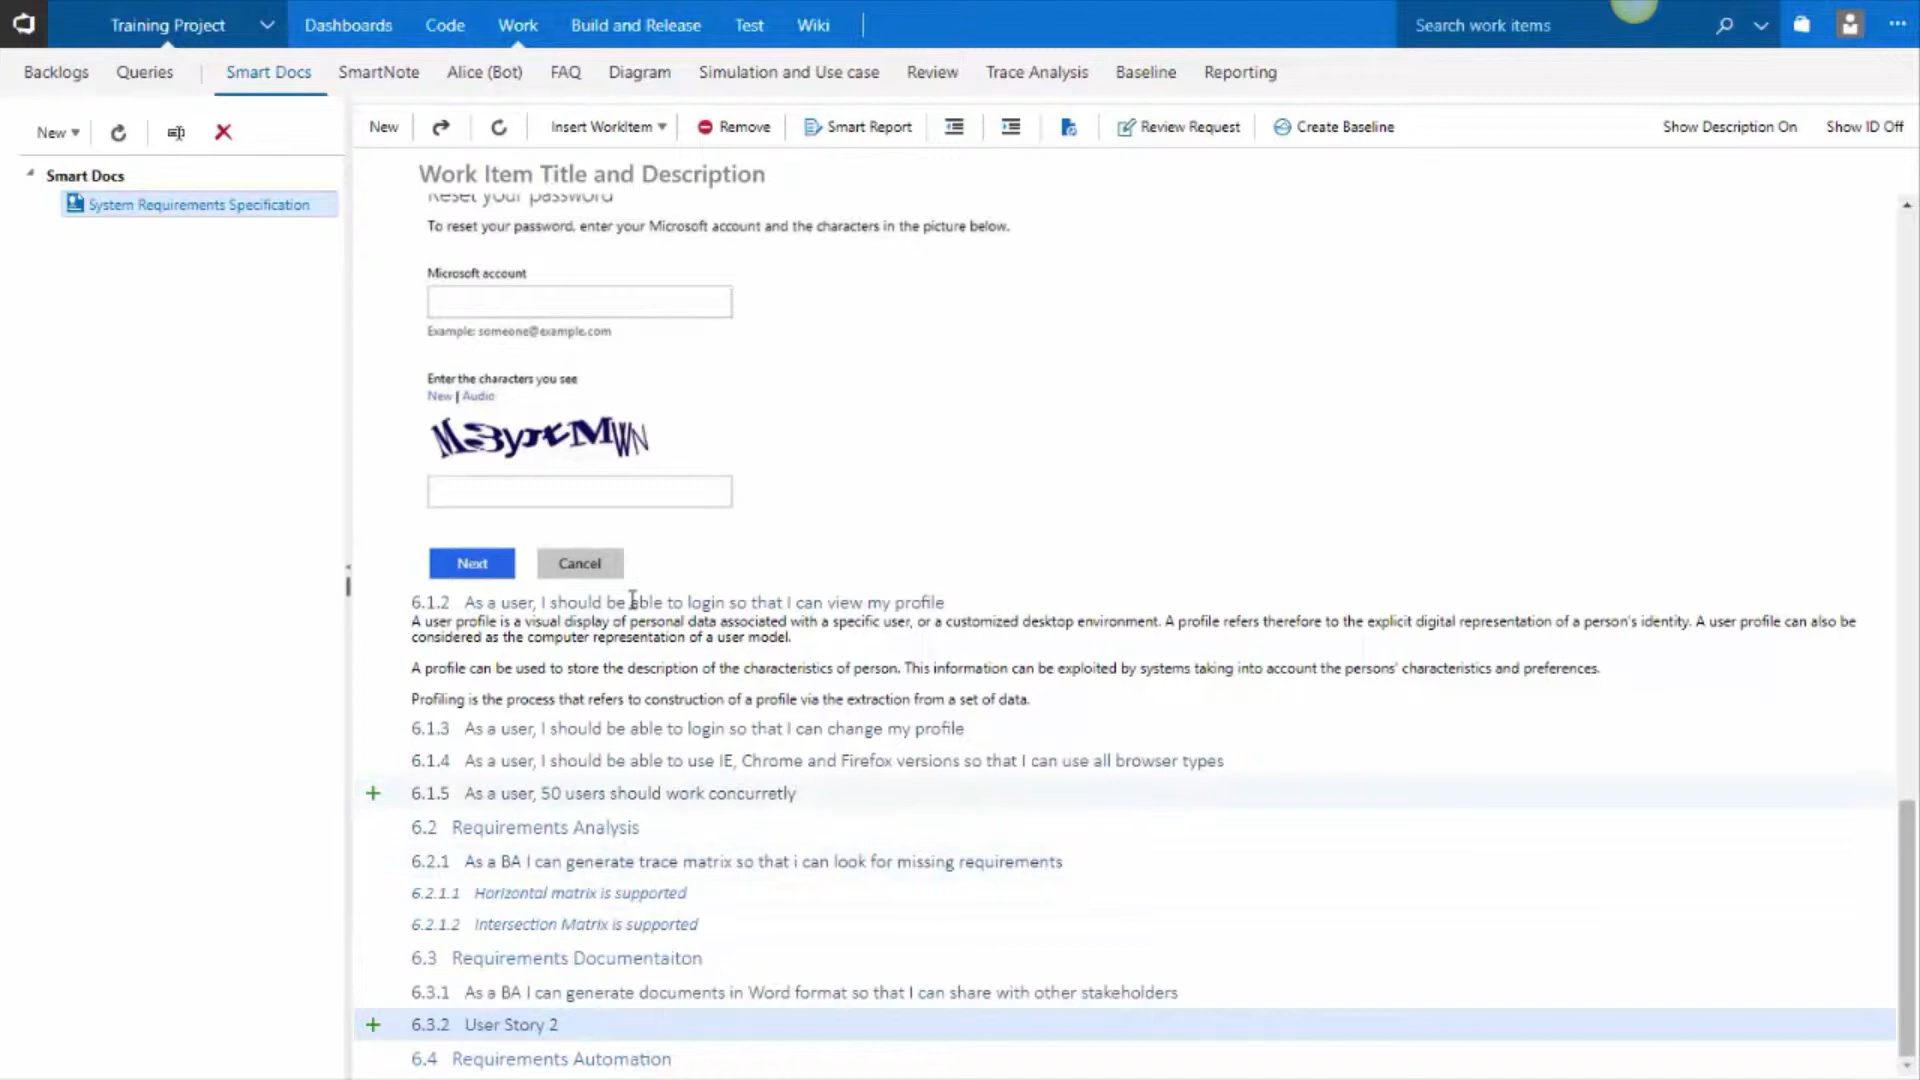 Training Project
Dashboards
Code
Work
Build and Release
Test
Wiki
Search work items
Backlogs
Queries
Smart Docs
SmartNote
Alice (Bot)
FAQ
Diagram
Simulation and Use case
Review
Trace Analysis
Baseline
Reporting
New
New
Insert WorkItem
Remove
Smart Report
Review Request
Create Baseline
Show Description On
Show ID Off
Smart Docs
System Requirements Specification
Work Item Title and Description
Reset your password
To reset your password, enter your Microsoft account and the characters in the picture below.
Microsoft account
Example: someone@example.com
Enter the characters you see
New | Audio
Next
Cancel
6.1.2 As a user, I should be able to login so that I can view my profile
A user profile is a visual display of personal data associated with a specific user, or a customized desktop environment. A profile refers therefore to the explicit digital representation of a person's identity. A user profile can also be
considered as the computer representation of a user model.
A profile can be used to store the description of the characteristics of person. This information can be exploited by systems taking into account the persons' characteristics and preferences.
Profiling is the process that refers to construction of a profile via the extraction from a set of data.
6.1.3 As a user, I should be able to login so that I can change my profile
6.1.4 As a user, I should be able to use IE, Chrome and Firefox versions so that I can use all browser types
6.1.5 As a user, 50 users should work concurretly
6.2 Requirements Analysis
6.2.1 As a BA I can generate trace matrix so that i can look for missing requirements
6.2.1.1 Horizontal matrix is supported
6.2.1.2 Intersection Matrix is supported
6.3 Requirements Documentaiton
6.3.1 As a BA I can generate documents in Word format so that I can share with other stakeholders
6.3.2 User Story 2
6.4 Requirements Automation